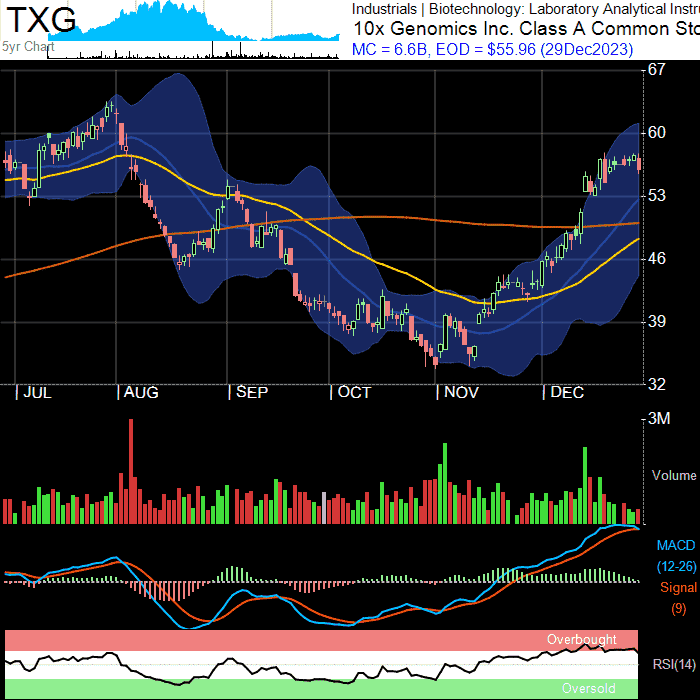 TXG
5yr Chart
Industrials | Biotechnology: Laboratory Analytical Instru
10x Genomics Inc. Class A Common Sto
MC = 6.6B, EOD = $55.96 (29Dec2023)
67
60
53
46
39
32
| JUL | AUG | SEP | OCT | NOV | DEC
3M
Volume
MACD
(12-26)
Signal
(9)
Overbought
RSI(14)
Oversold